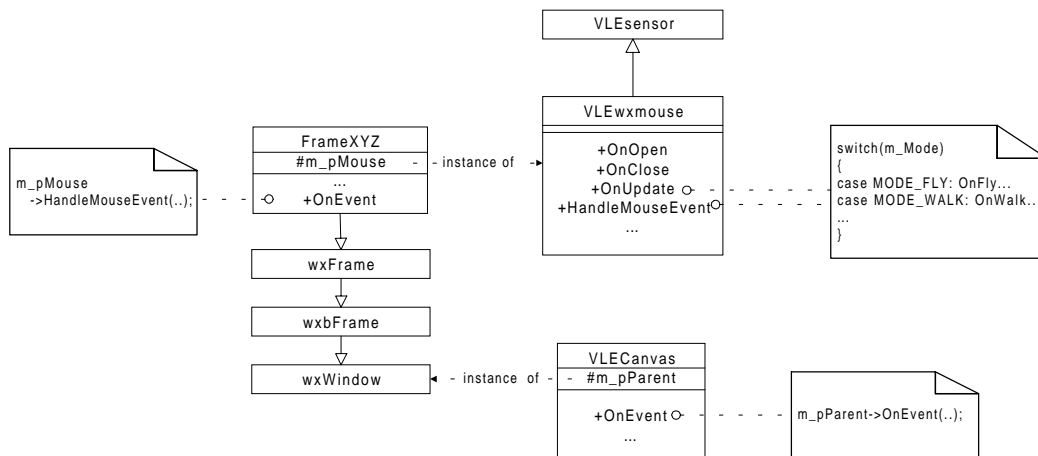 VLEsensor
VLEwxmouse
+OnOpen
+OnClose
+OnUpdate
+HandleMouseEvent
...
switch(m_Mode)
{
case MODE_FLY: OnFly...
case MODE_WALK: OnWalk..
...
}
FrameXYZ
#m_pMouse
instance of
...
+OnEvent
m_pMouse
->HandleMouseEvent(..);
wxFrame
wxbFrame
wxWindow
instance of
VLECanvas
#m_pParent
+OnEvent
...
m_pParent->OnEvent(..);